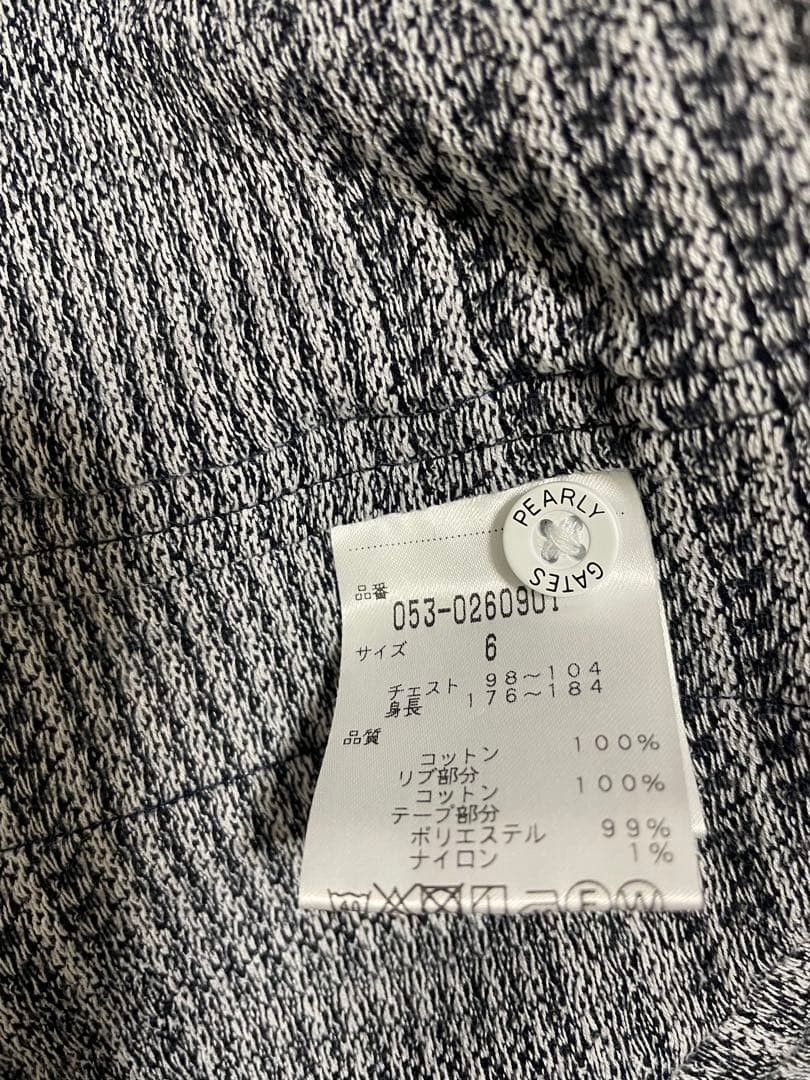 PEARLY
GATES
品番
053-0260901
サイズ 6
チェスト 98～104
身長 176～184
品質
コットン 100%
リブ部分
コットン 100%
テープ部分
ポリエステル 99%
ナイロン 1%